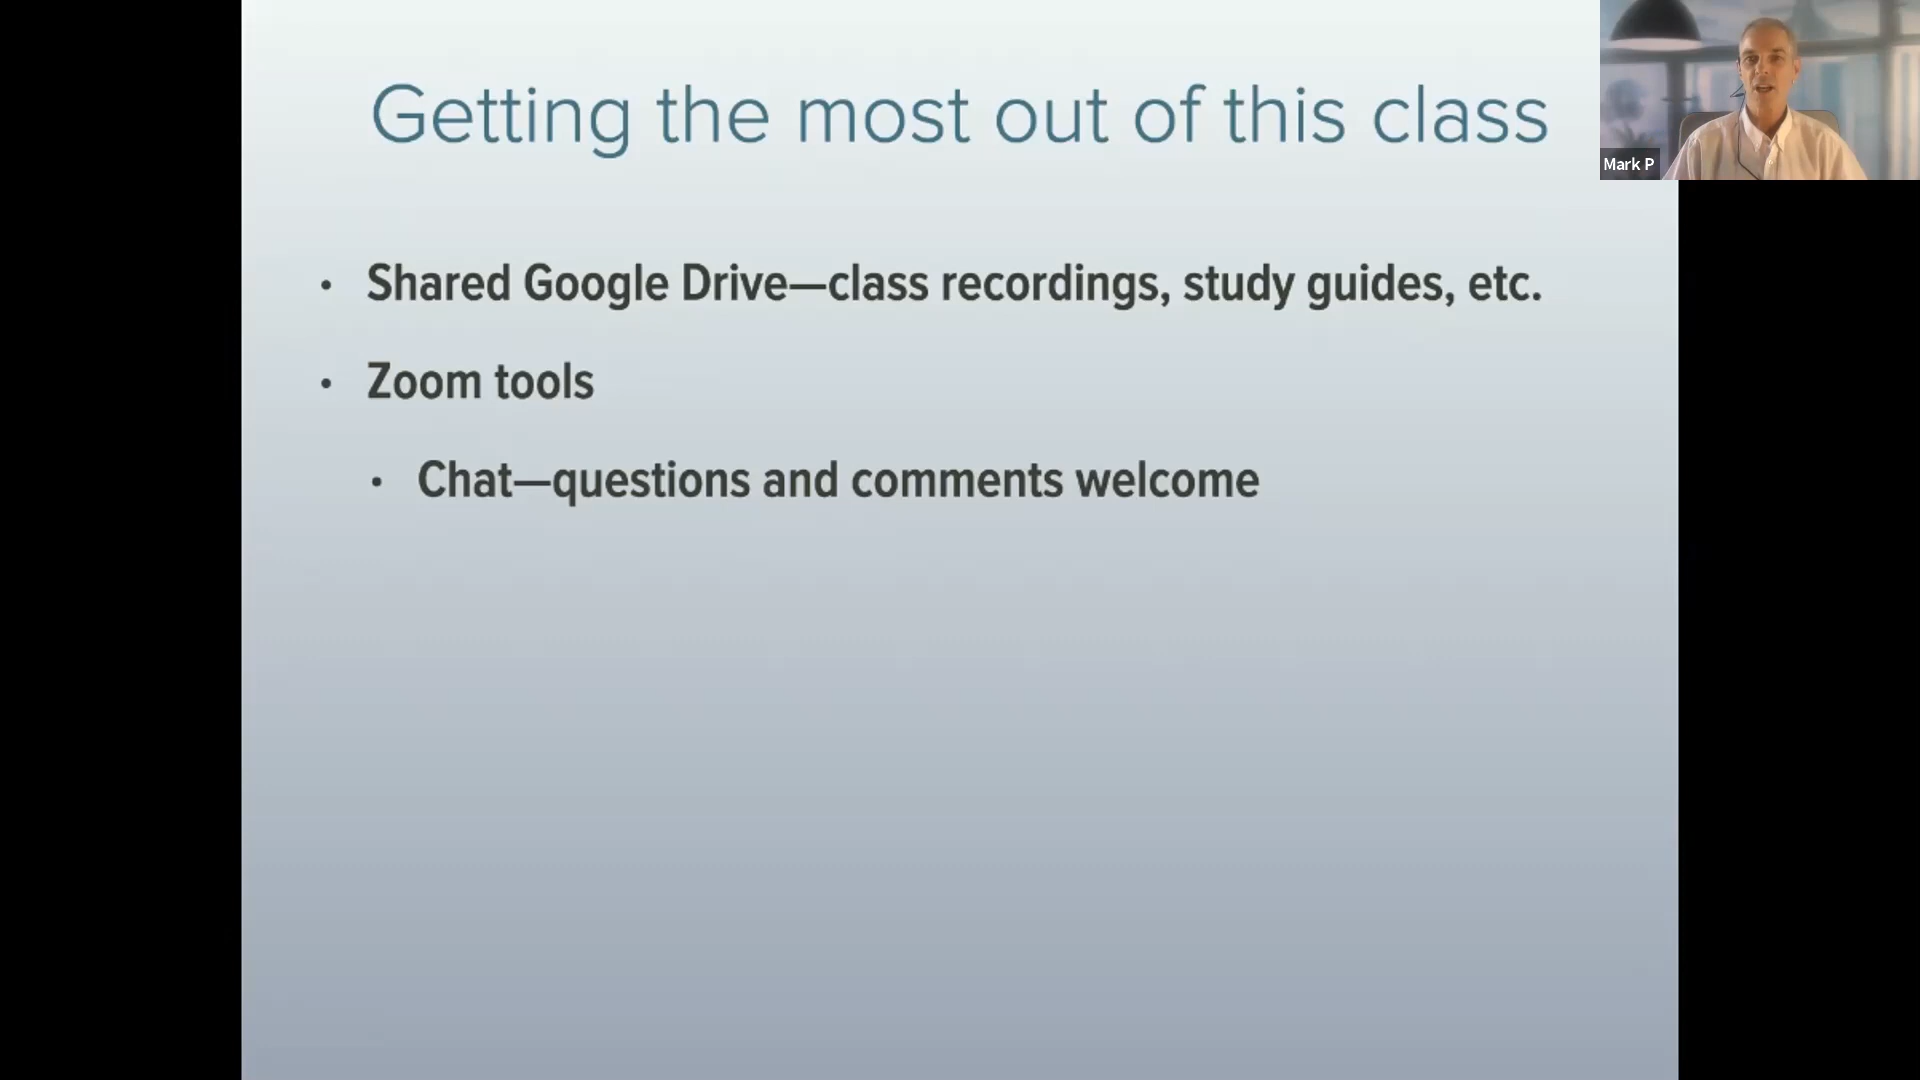 Getting the most out of this class
Mark P
• Shared Google Drive—class recordings, study guides, etc.
• Zoom tools
• Chat—questions and comments welcome